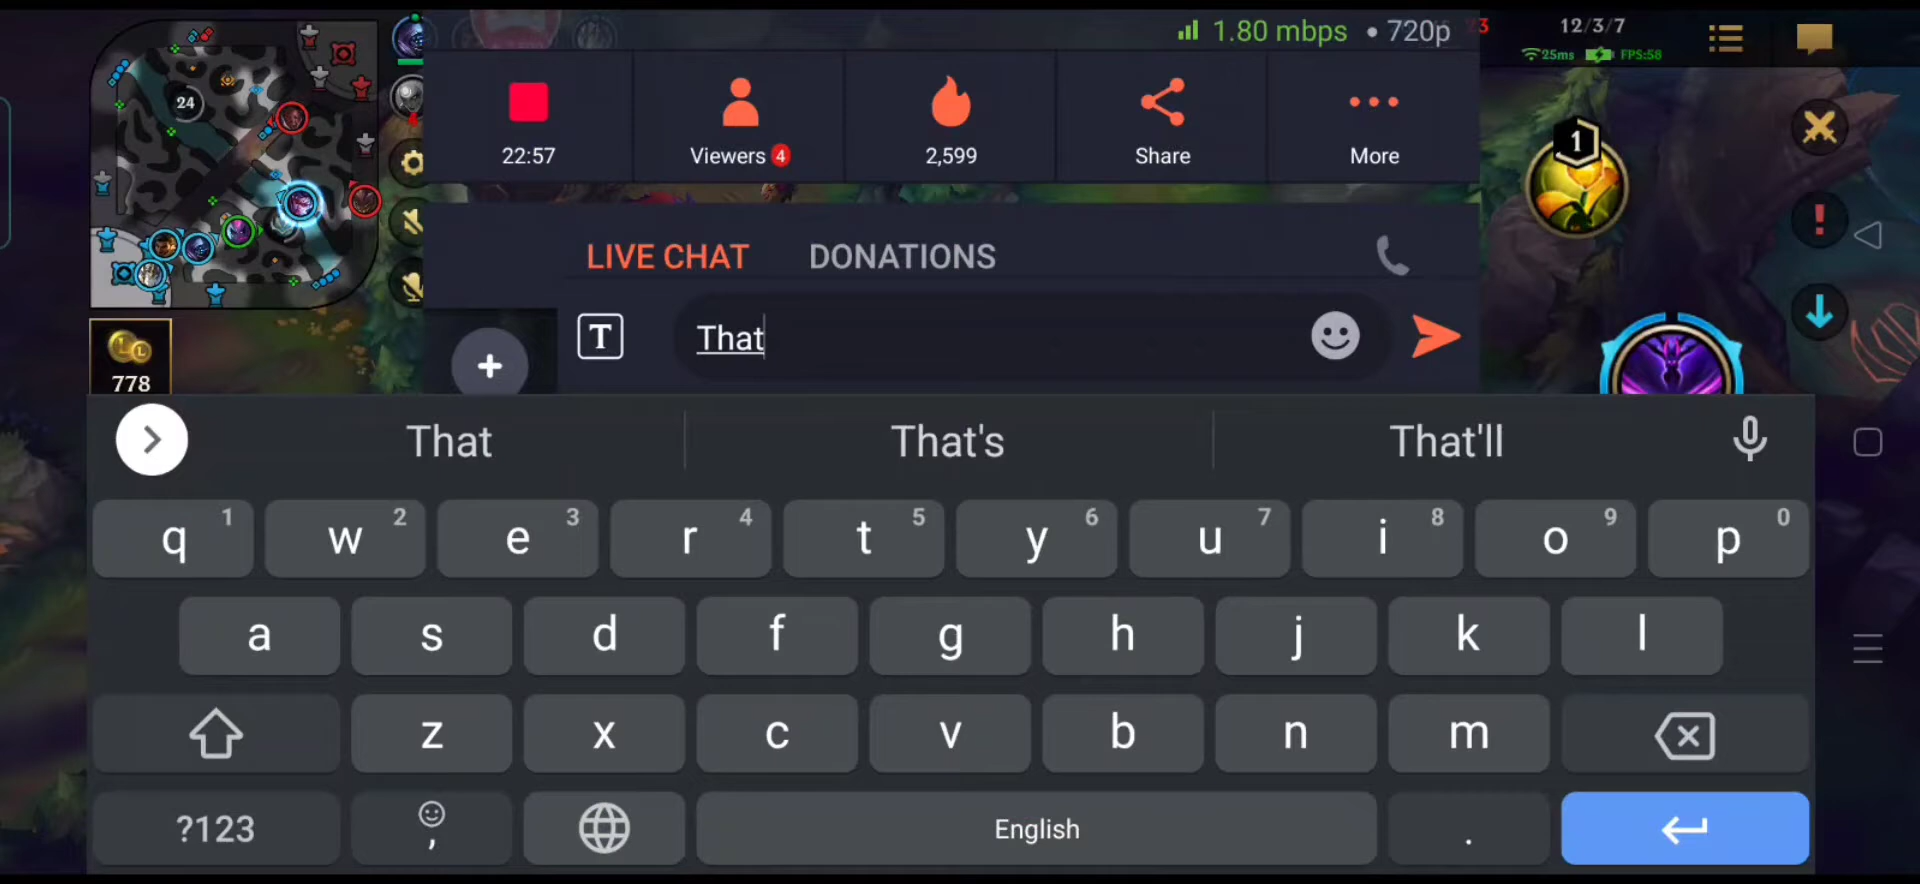 1.80 mbps • 720p
12/3/7
25ms FPS:58
24
22:57
Viewers 4
2,599
Share
More
1
LIVE CHAT DONATIONS
T That
778
That That's That'll
q 1 w 2 e 3 r 4 t 5 y 6 u 7 i 8 o 9 p 0
a s d f g h j k l
z x c v b n m
?123 , English .